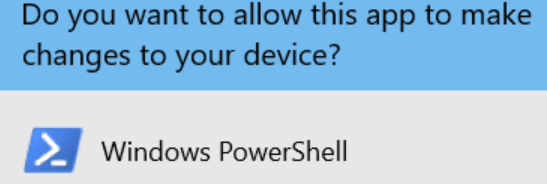 Do you want to allow this app to make
changes to your device?
Windows PowerShell